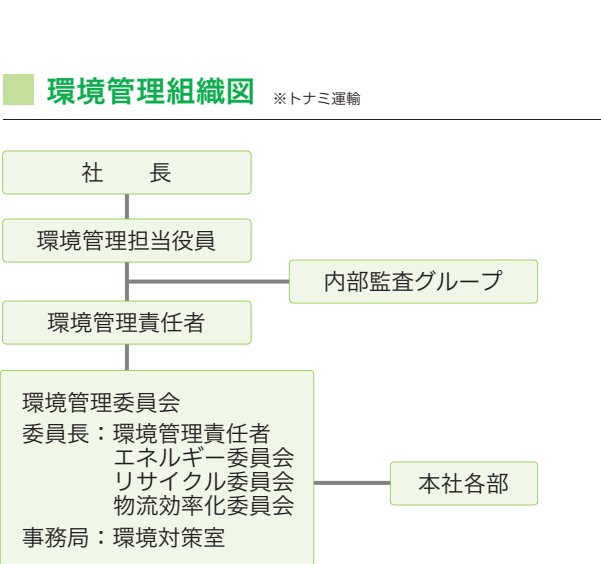 環境管理組織図 ※トナミ運輸
社　　長
環境管理担当役員
内部監査グループ
環境管理責任者
環境管理委員会
委員長：環境管理責任者
エネルギー委員会
リサイクル委員会
物流効率化委員会
事務局：環境対策室
本社各部